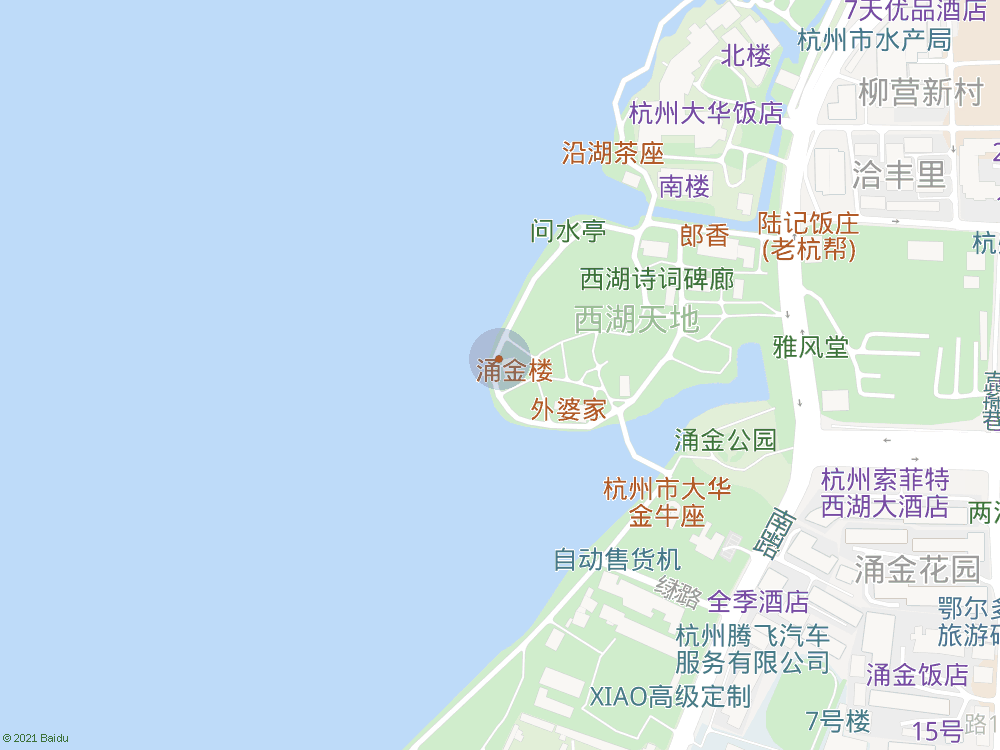 7天优品酒店
杭州市水产局
北楼
柳营新村
杭州大华饭店
沿湖茶座
洽丰里
南楼
陆记饭庄
(老杭帮)
问水亭
郎香
西湖诗词碑廊
西湖天地
雅风堂
涌金楼
外婆家
涌金公园
杭州市大华
金牛座
杭州索菲特
西湖大酒店
南山路
自动售货机
涌金花园
绿路
全季酒店
杭州腾飞汽车
服务有限公司
涌金饭店
XIAO高级定制
7号楼
15号
路1
© 2021 Baidu